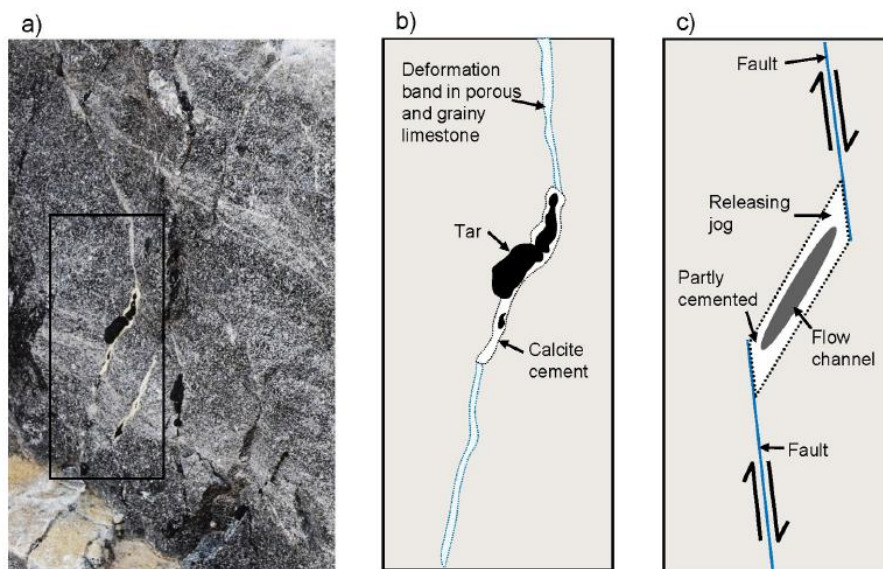 a)
b)
Deformation
band in porous
and grainy
limestone
Tar
Calcite
cement
c)
Fault
Releasing
jog
Partly
cemented
Flow
channel
Fault